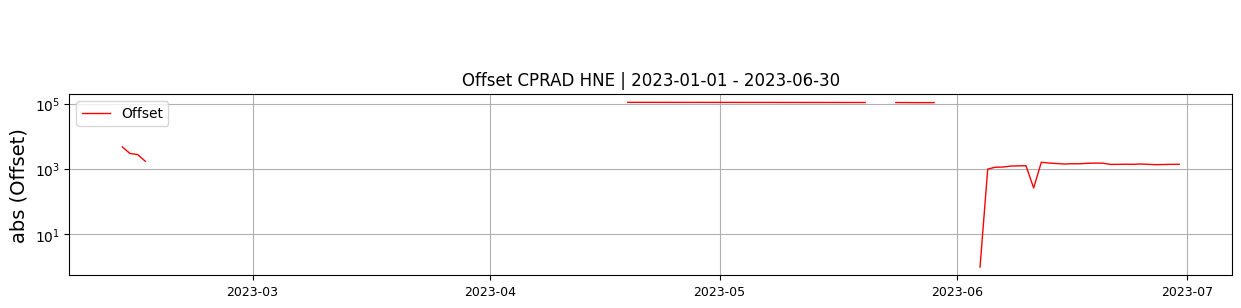 Offset CPRAD HNE | 2023-01-01 - 2023-06-30
Offset
abs (Offset)
10⁵
10³
10¹
2023-03 2023-04 2023-05 2023-06 2023-07